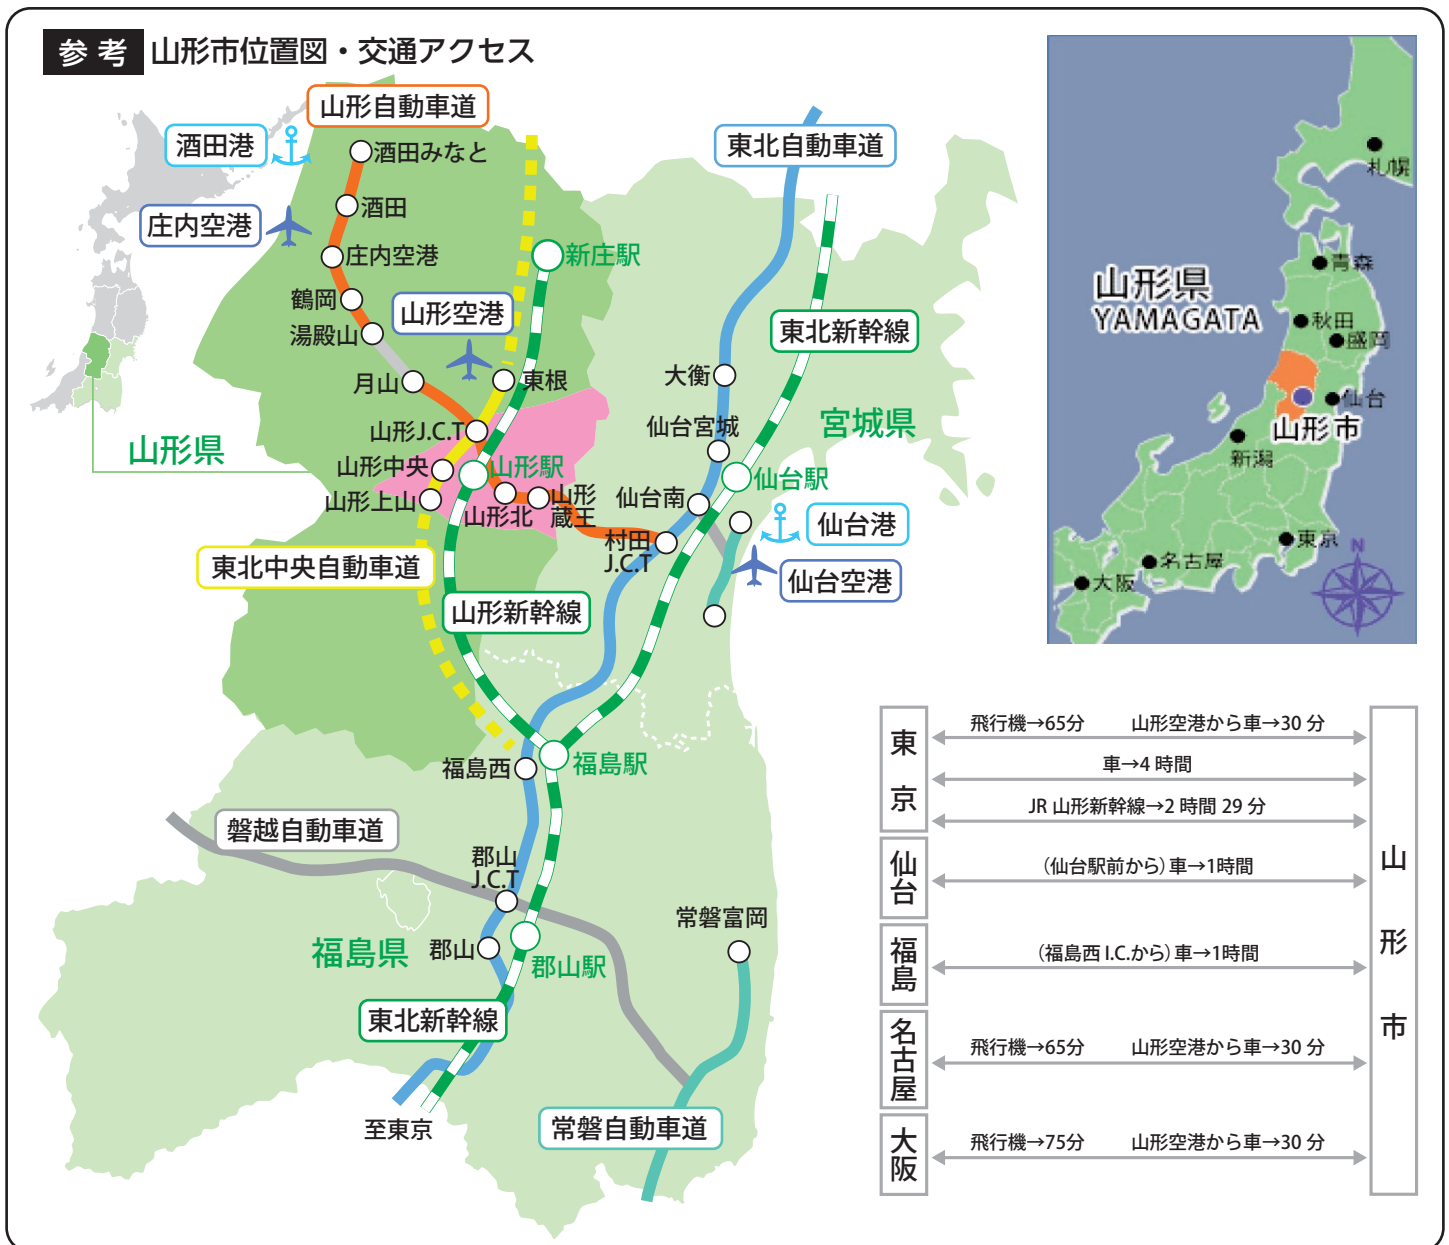 参考 山形市位置図・交通アクセス
山形自動車道
酒田港
酒田みなと
東北自動車道
酒田
庄内空港
庄内空港
新庄駅
鶴岡
山形空港
湯殿山
東北新幹線
月山
東根
大衡
山形J.C.T
仙台宮城
宮城県
山形県
山形中央
山形駅
仙台駅
山形上山
山形北
山形
蔵王
仙台南
仙台港
村田
J.C.T
東北中央自動車道
仙台空港
山形新幹線
福島西
福島駅
磐越自動車道
郡山
J.C.T
常磐富岡
福島県
郡山
郡山駅
東北新幹線
至東京
常磐自動車道
札幌
山形県
YAMAGATA
青森
秋田
盛岡
仙台
山形市
新潟
東京
名古屋
大阪
N
東京
飛行機→65分 山形空港から車→30 分
車→4 時間
JR 山形新幹線→2 時間 29 分
仙台
(仙台駅前から) 車→1時間
福島
(福島西 I.C.から) 車→1時間
名古屋
飛行機→65分 山形空港から車→30 分
大阪
飛行機→75分 山形空港から車→30 分
山形市